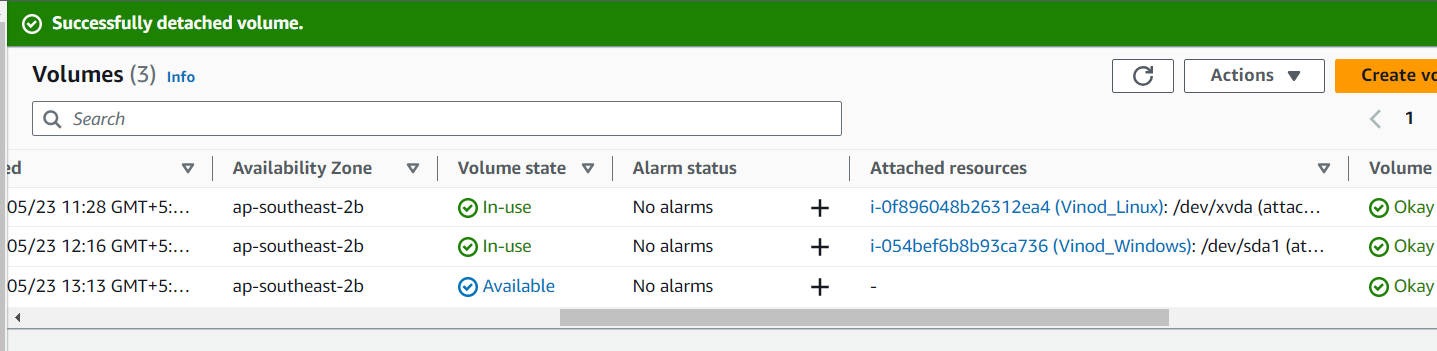 Successfully detached volume.
Volumes (3) Info
Actions
Create vo
Search
1
ed Availability Zone Volume state Alarm status Attached resources Volume
05/23 11:28 GMT+5:… ap-southeast-2b In-use No alarms + i-0f896048b26312ea4 (Vinod_Linux): /dev/xvda (attac… Okay
05/23 12:16 GMT+5:… ap-southeast-2b In-use No alarms + i-054bef6b8b93ca736 (Vinod_Windows): /dev/sda1 (at… Okay
05/23 13:13 GMT+5:… ap-southeast-2b Available No alarms + - Okay